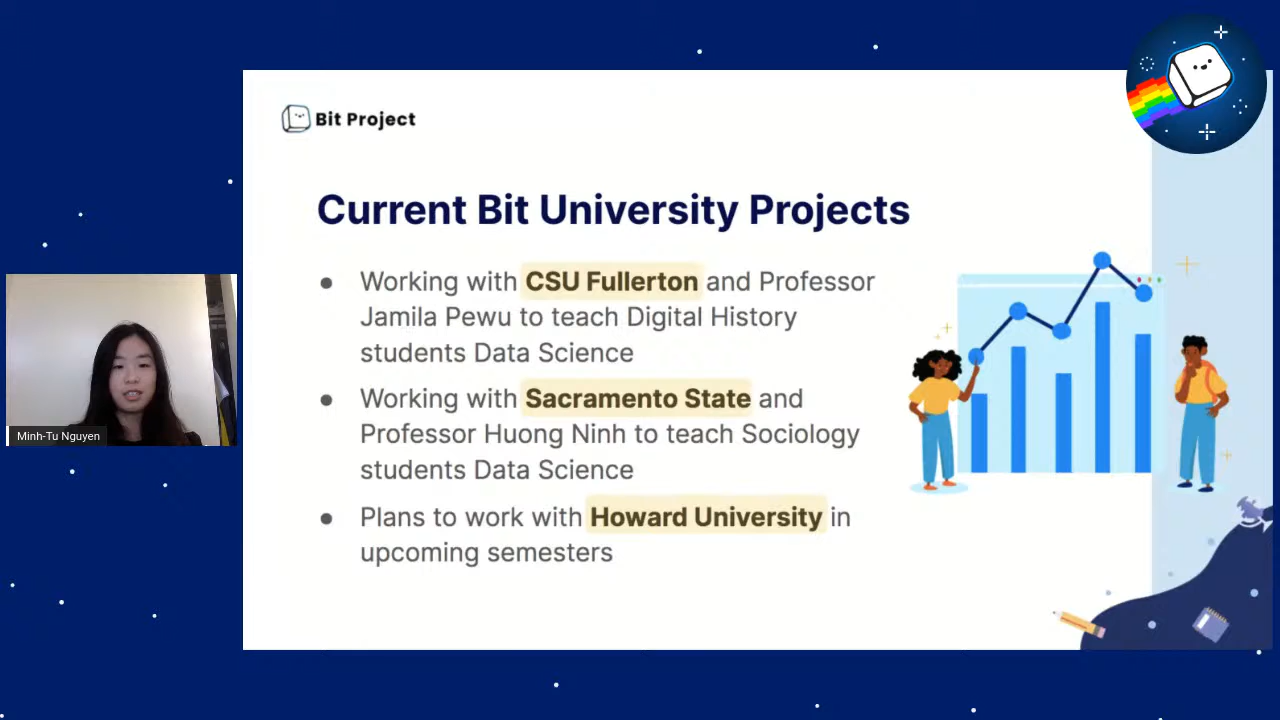 Bit Project
Current Bit University Projects
● Working with CSU Fullerton and Professor
Jamila Pewu to teach Digital History
students Data Science
● Working with Sacramento State and
Professor Huong Ninh to teach Sociology
students Data Science
● Plans to work with Howard University in
upcoming semesters
Minh-Tu Nguyen